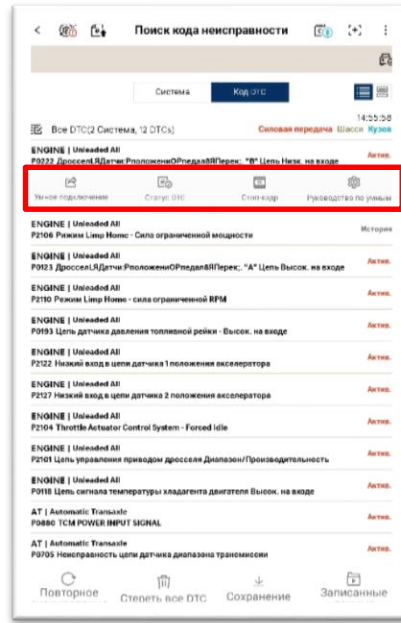 Поиск кода неисправности
Система
Код DTC
14:55:58
Все DTC(2 Система, 12 DTCs)
Силовая передача Шасси Кузов
ENGINE | Unleaded All
P0222 ДросселI,ЯДатчи:РположениОРпедал8ЯПерек;. "B" Цепь Низк. на входе
Актив.
Умное подключение
Статус DTC
Стоп-кадр
Руководство по умным
ENGINE | Unleaded All
P2106 Рижим Limp Home - Сила ограниченной мощности
История
ENGINE | Unleaded All
P0123 ДросселI,ЯДатчи:РположениОРпедал8ЯПерек;. "A" Цепь Высок. на входе
Актив.
ENGINE | Unleaded All
P2110 Режим Limp Home - сила ограниченной RPM
Актив.
ENGINE | Unleaded All
P0193 Цепь датчика давления топливной рейки - Высок. на входе
Актив.
ENGINE | Unleaded All
P2122 Низкий вход в цепи датчика 1 положения акселератора
Актив.
ENGINE | Unleaded All
P2127 Низкий вход в цепи датчика 2 положения акселератора
Актив.
ENGINE | Unleaded All
P2104 Throttle Actuator Control System - Forced Idle
Актив.
ENGINE | Unleaded All
P2101 Цепь управления приводом дросселя Диапазон/Производительность
Актив.
ENGINE | Unleaded All
P0118 Цепь сигнала температуры хладагента двигателя Высок. на входе
Актив.
AT | Automatic Transaxle
P0880 TCM POWER INPUT SIGNAL
Актив.
AT | Automatic Transaxle
P0705 Неисправность цепи датчика диапазона трансмиссии
Актив.
Повторное
Стереть все DTC
Сохранение
Записанные